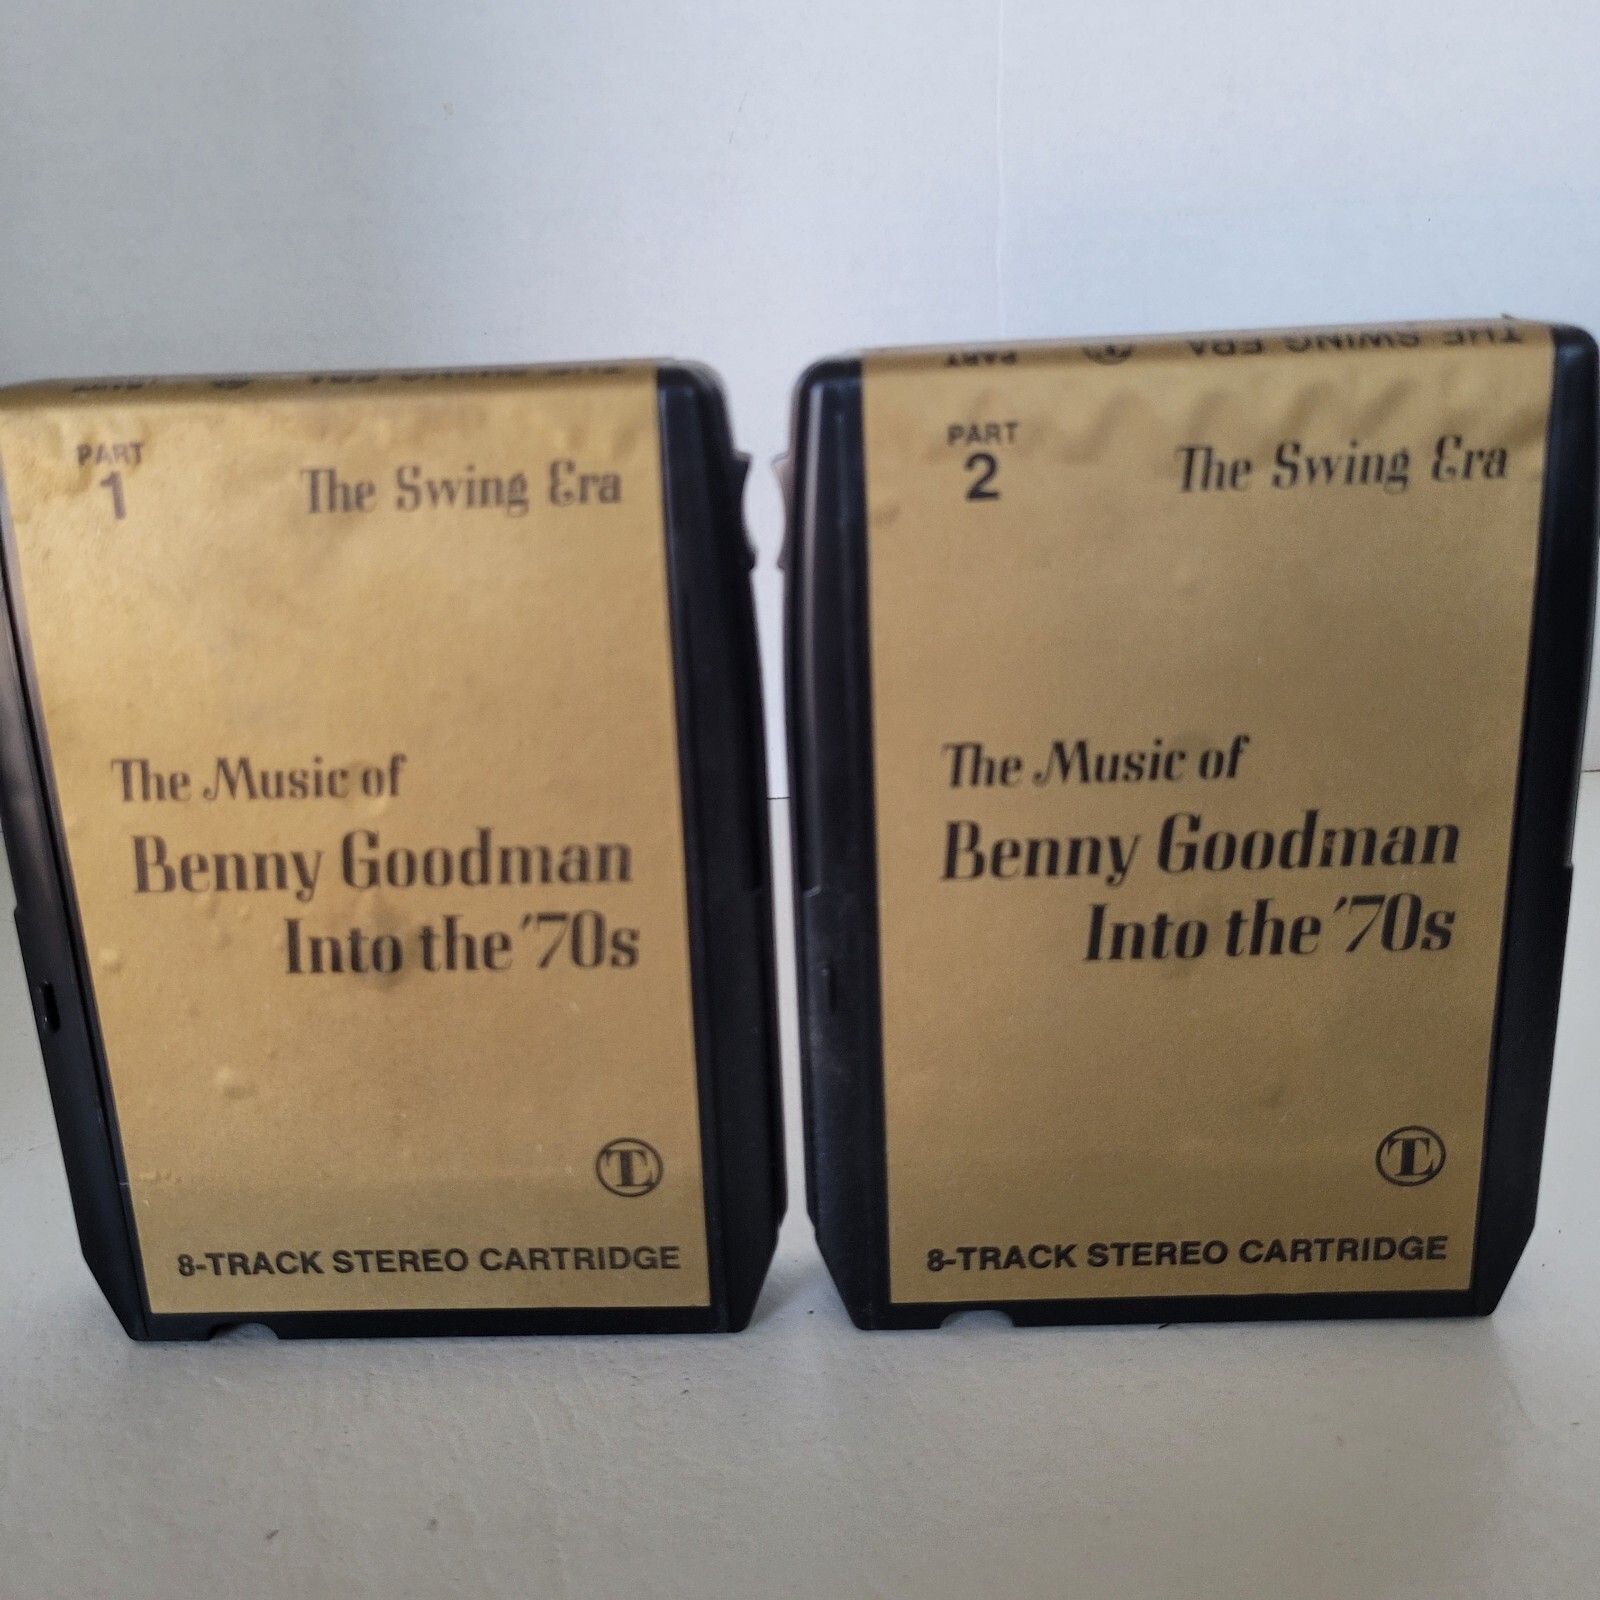 PART
1
The Swing Era
The Music of
Benny Goodman
Into the '70s
TL
8-TRACK STEREO CARTRIDGE
PART
THE SWING ERA
PART
2
The Swing Era
The Music of
Benny Goodman
Into the '70s
TL
8-TRACK STEREO CARTRIDGE